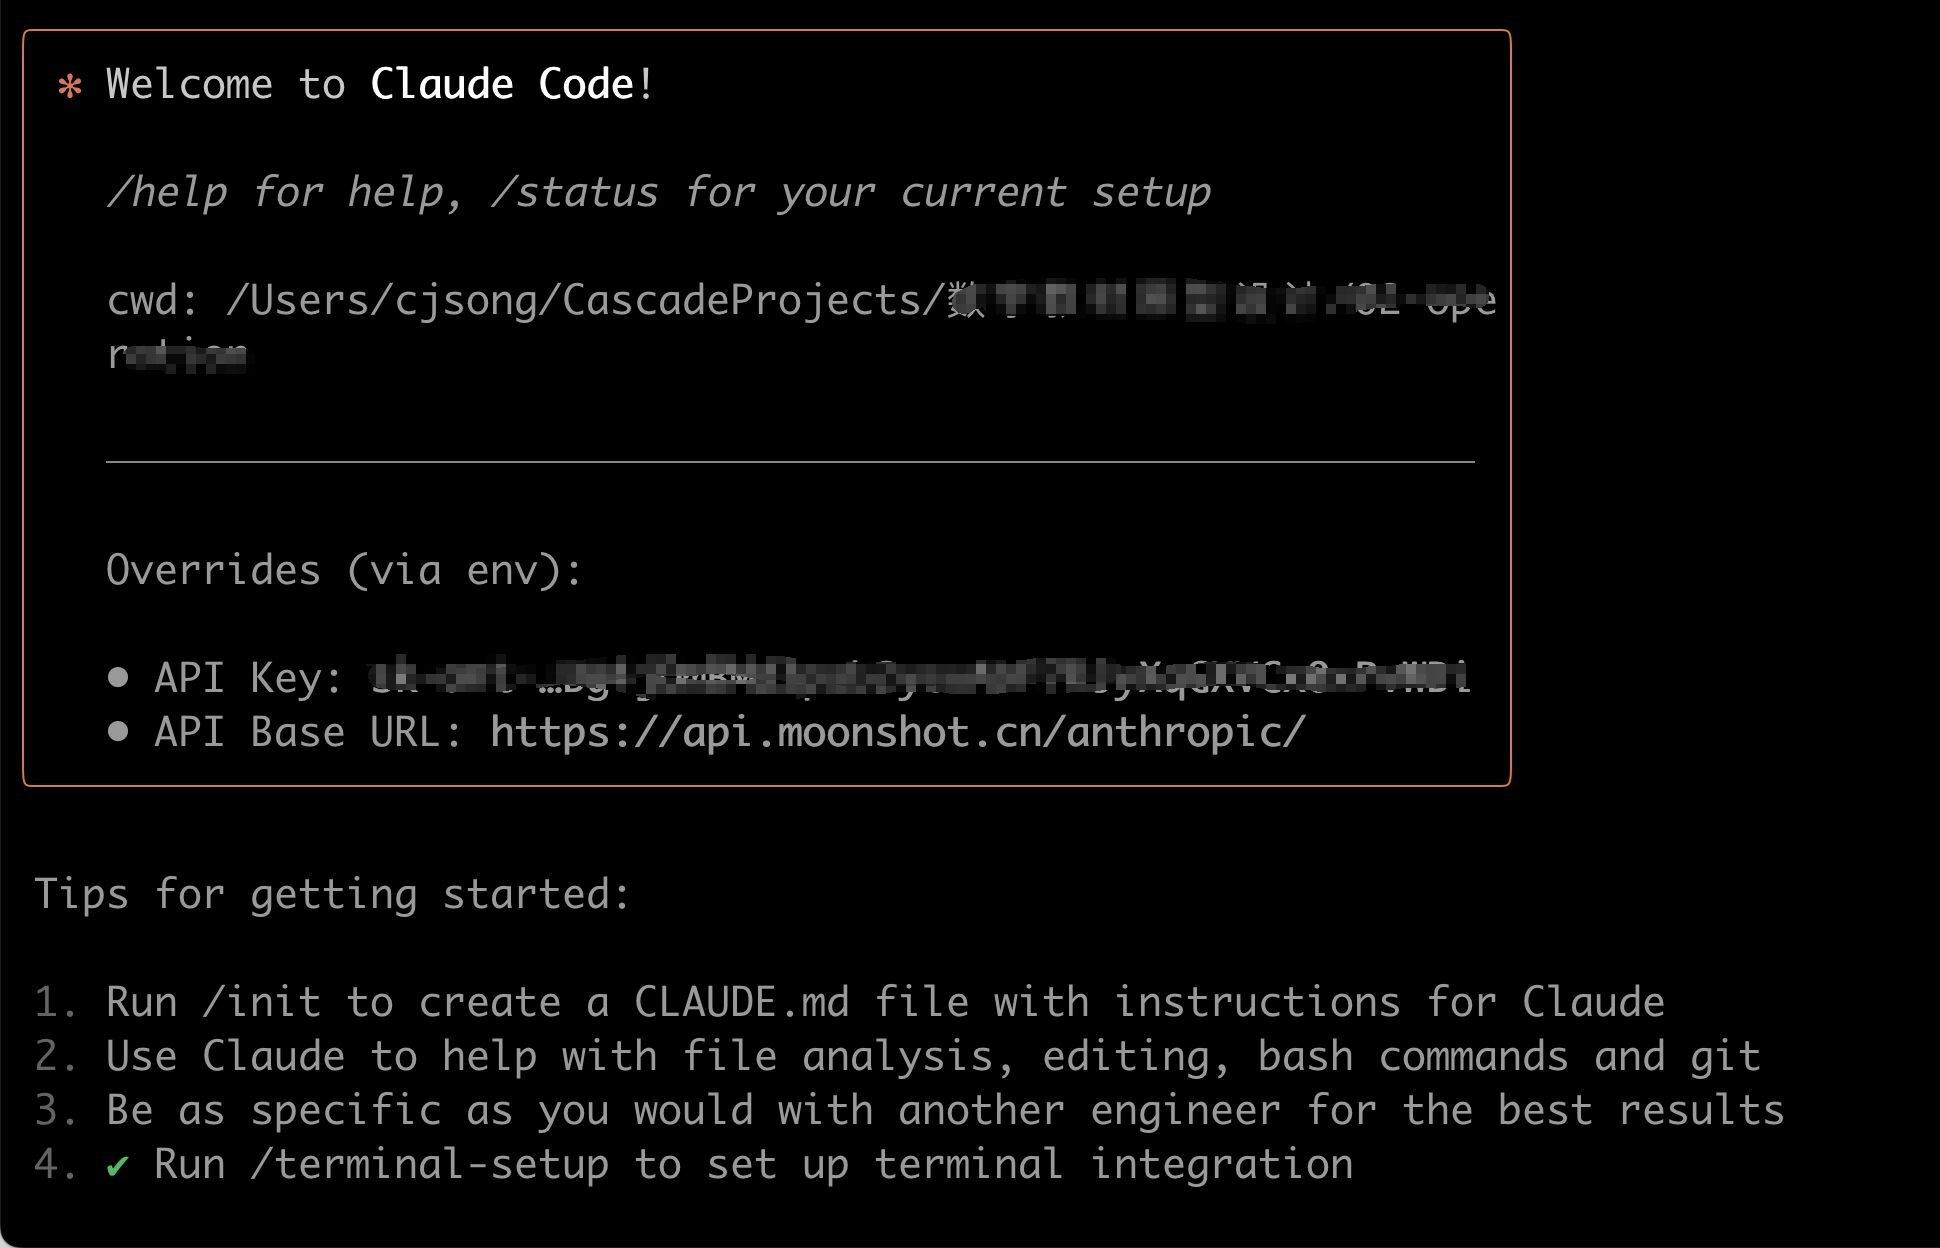 ✻ Welcome to Claude Code!
/help for help, /status for your current setup
cwd: /Users/cjsong/CascadeProjects/
Overrides (via env):
● API Key:
● API Base URL: https://api.moonshot.cn/anthropic/
Tips for getting started:
1. Run /init to create a CLAUDE.md file with instructions for Claude
2. Use Claude to help with file analysis, editing, bash commands and git
3. Be as specific as you would with another engineer for the best results
4. ✔ Run /terminal-setup to set up terminal integration